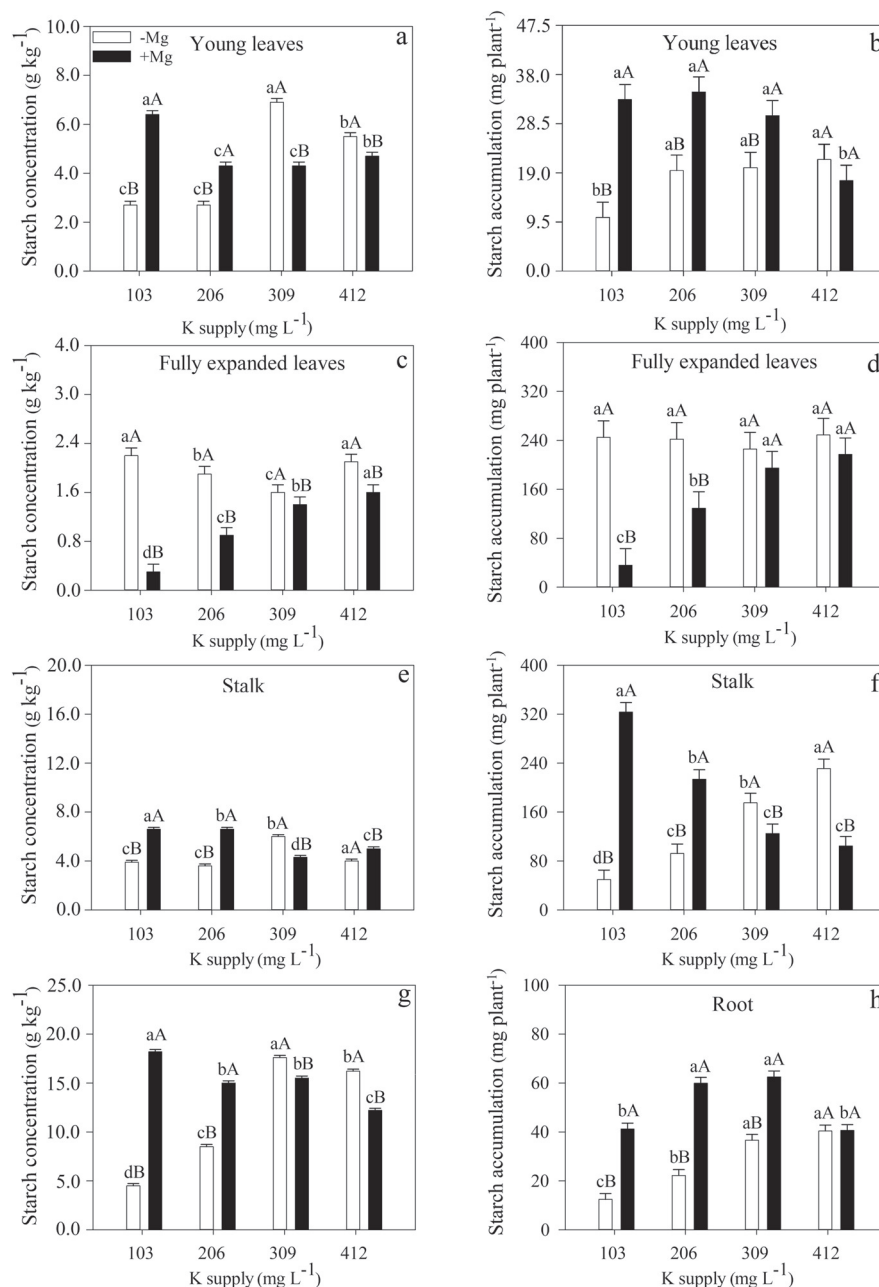 10.0
8.0
6.0
4.0
2.0
0.0
Starch concentration (g kg⁻¹)
-Mg
+Mg
Young leaves
a
cB
aA
cB
cA
aA
cB
bA
bB
103
206
309
412
K supply (mg L⁻¹)
47.5
38.0
28.5
19.0
9.5
0.0
Starch accumulation (mg plant⁻¹)
Young leaves
b
bB
aA
aB
aA
aB
aA
aA
bA
103
206
309
412
K supply (mg L⁻¹)
4.0
3.2
2.4
1.6
0.8
0.0
Starch concentration (g kg⁻¹)
Fully expanded leaves
c
aA
dB
bA
cB
cA
bB
aA
aB
103
206
309
412
K supply (mg L⁻¹)
400
320
240
160
80
0
Starch accumulation (mg plant⁻¹)
Fully expanded leaves
d
aA
cB
aA
bB
aA
aA
aA
aA
103
206
309
412
K supply (mg L⁻¹)
20.0
16.0
12.0
8.0
4.0
0.0
Starch concentration (g kg⁻¹)
Stalk
e
cB
aA
cB
bA
bA
dB
aA
cB
103
206
309
412
K supply (mg L⁻¹)
400
320
240
160
80
0
Starch accumulation (mg plant⁻¹)
Stalk
f
dB
aA
cB
bA
bA
cB
aA
cB
103
206
309
412
K supply (mg L⁻¹)
25.0
20.0
15.0
10.0
5.0
0.0
Starch concentration (g kg⁻¹)
g
dB
aA
cB
bA
aA
bB
bA
cB
103
206
309
412
K supply (mg L⁻¹)
100
80
60
40
20
0
Starch accumulation (mg plant⁻¹)
Root
h
cB
bA
bB
aA
aB
aA
aA
bA
103
206
309
412
K supply (mg L⁻¹)